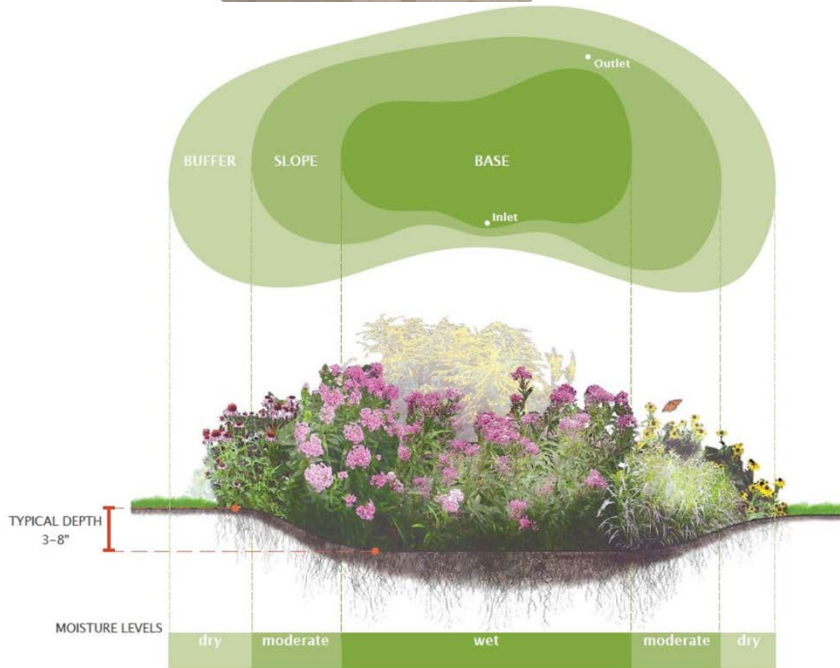 Outlet
BUFFER
SLOPE
BASE
Inlet
TYPICAL DEPTH
3-8"
MOISTURE LEVELS
dry
moderate
wet
moderate
dry